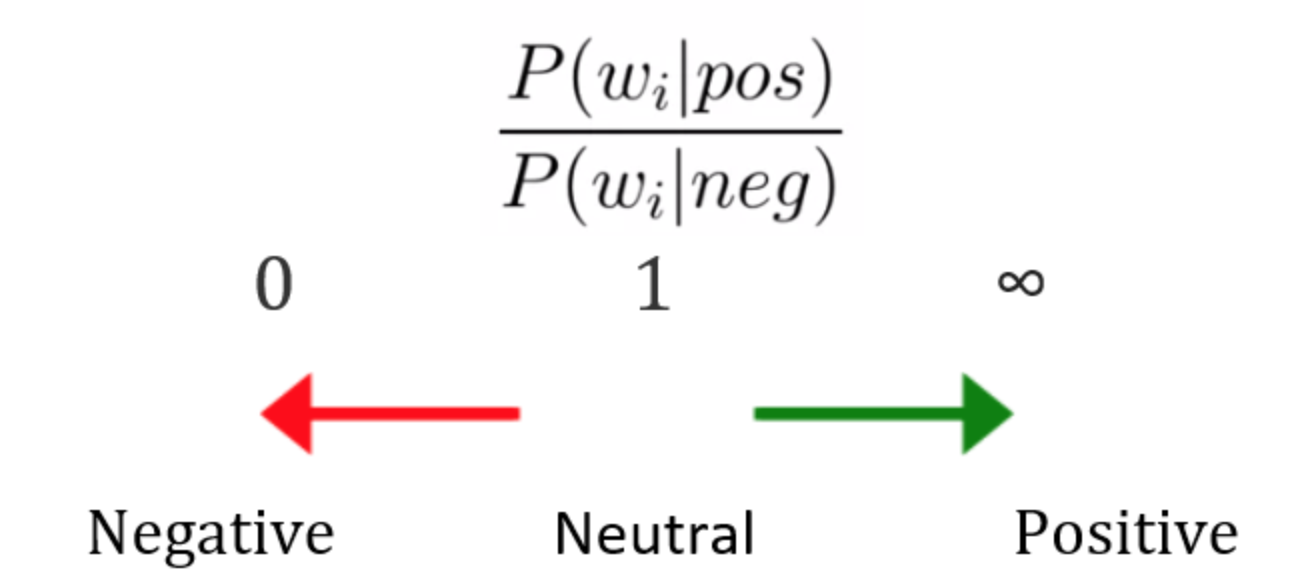 P(w_i|pos)
P(w_i|neg)
0 1 ∞
Negative Neutral Positive